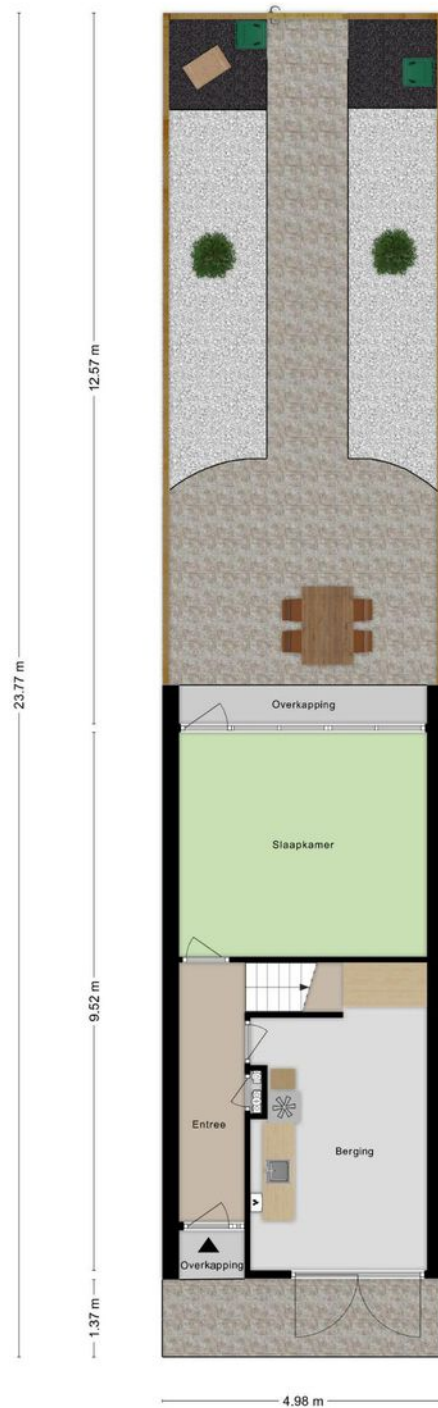 12.57 m
23.77 m
Overkapping
Slaapkamer
9.52 m
Entree
Berging
Overkapping
1.37 m
4.98 m